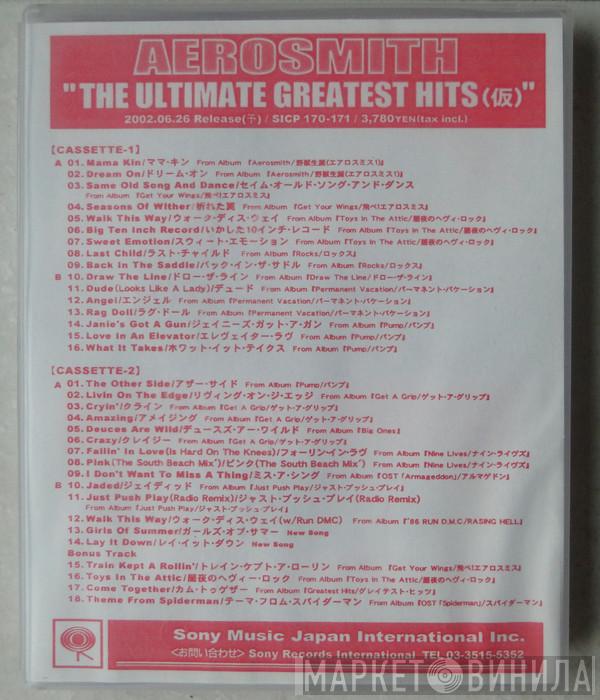 AEROSMITH
"THE ULTIMATE GREATEST HITS(仮)"
2002.06.26 Release(予) / SICP 170-171 / 3,780YEN(tax incl.)
【CASSETTE-1】
A 01. Mama Kin/ママ・キン From Album 『Aerosmith/野獣生誕(エアロスミス1)』
02. Dream On/ドリーム・オン From Album 『Aerosmith/野獣生誕(エアロスミス1)』
03. Same Old Song And Dance/セイム・オールド・ソング・アンド・ダンス
From Album 『Get Your Wings/飛べ!エアロスミス』
04. Seasons Of Wither/折れた翼 From Album 『Get Your Wings/飛べ!エアロスミス』
05. Walk This Way/ウォーク・ディス・ウェイ From Album 『Toys In The Attic/闇夜のヘヴィ・ロック』
06. Big Ten Inch Record/いかした10インチ・レコード From Album 『Toys In The Attic/闇夜のヘヴィ・ロック』
07. Sweet Emotion/スウィート・エモーション From Album 『Toys In The Attic/闇夜のヘヴィ・ロック』
08. Last Child/ラスト・チャイルド From Album 『Rocks/ロックス』
09. Back In The Saddle/バック・イン・ザ・サドル From Album 『Rocks/ロックス』
B 10. Draw The Line/ドロー・ザ・ライン From Album 『Draw The Line/ドロー・ザ・ライン』
11. Dude(Looks Like A Lady)/デュード From Album 『Permanent Vacation/パーマネント・バケーション』
12. Angel/エンジェル From Album 『Permanent Vacation/パーマネント・バケーション』
13. Rag Doll/ラグ・ドール From Album 『Permanent Vacation/パーマネント・バケーション』
14. Janie's Got A Gun/ジェイニーズ・ガット・ア・ガン From Album 『Pump/パンプ』
15. Love In An Elevator/エレヴェイター・ラヴ From Album 『Pump/パンプ』
16. What It Takes/ホワット・イット・テイクス From Album 『Pump/パンプ』
【CASSETTE-2】
A 01. The Other Side/アザー・サイド From Album 『Pump/パンプ』
02. Livin On The Edge/リヴィング・オン・ジ・エッジ From Album 『Get A Grip/ゲット・ア・グリップ』
03. Cryin'/クライン From Album 『Get A Grip/ゲット・ア・グリップ』
04. Amazing/アメイジング From Album 『Get A Grip/ゲット・ア・グリップ』
05. Deuces Are Wild/デュースズ・アー・ワイルド From Album 『Big Ones』
06. Crazy/クレイジー From Album 『Get A Grip/ゲット・ア・グリップ』
07. Fallin' In Love(Is Hard On The Knees)/フォーリン・イン・ラヴ From Album 『Nine Lives/ナイン・ライヴズ』
08. Pink(The South Beach Mix")/ピンク(The South Beach Mix") From Album 『Nine Lives/ナイン・ライヴズ』
09. I Don't Want To Miss A Thing/ミス・ア・シング From Album 『OST「Armageddon」/アルマゲドン』
B 10. Jaded/ジェイディッド From Album 『Just Push Play/ジャスト・プッシュ・プレイ』
11. Just Push Play(Radio Remix)/ジャスト・プッシュ・プレイ(Radio Remix)
From Album 『Just Push Play/ジャスト・プッシュ・プレイ』
12. Walk This Way/ウォーク・ディス・ウェイ(w/Run DMC) From Album 『'86 RUN D.M.C/RASING HELL』
13. Girls Of Summer/ガールズ・オブ・サマー New Song
14. Lay It Down/レイ・イット・ダウン New Song
Bonus Track
15. Train Kept A Rollin'/トレイン・ケプト・ア・ローリン From Album 『Get Your Wings/飛べ!エアロスミス』
16. Toys In The Attic/闇夜のヘヴィー・ロック From Album 『Toys In The Attic/闇夜のヘヴィ・ロック』
17. Come Together/カム・トゥゲザー From Album 『Greatest Hits/グレイテスト・ヒッツ』
18. Theme From Spiderman/テーマ・フロム・スパイダーマン From Album 『OST「Spiderman」/スパイダーマン』
Sony Music Japan International Inc.
<お問い合わせ> Sony Records International TEL 03-3515-5352
МАРКЕТ ВИНИЛА